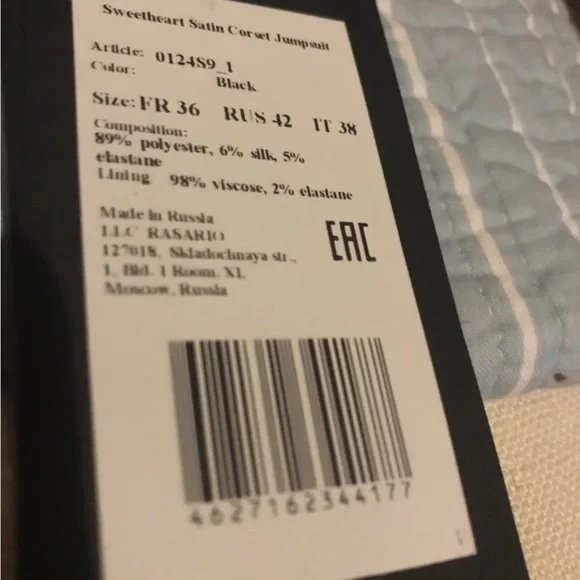 Sweetheart Satin Corset Jumpsuit
Article: 0124S9_1
Color: Black
Size: FR 36 RUS 42 IT 38
Composition:
89% polyester, 6% silk, 5%
elastane
Lining 98% viscose, 2% elastane
Made in Russia
LLC RASARIO
127018, Skladochnaya str.,
1, Bld. 1 Room. XI,
Moscow, Russia
EAC
4627162344177